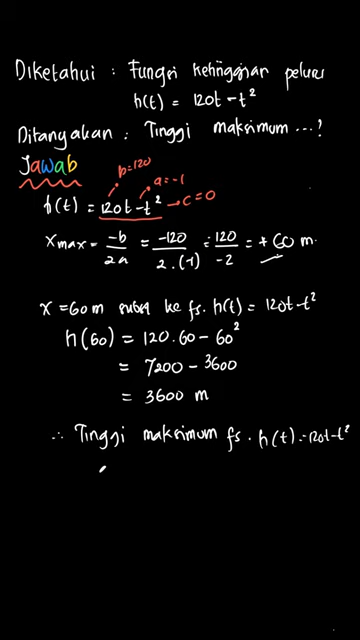 Diketahui : Fungsi ketinggian peluru
h(t) = 120t - t²
Ditanyakan : Tinggi maksimum ...?
Jawab
b=120
a=-1
h(t) = 120t - t² → c=0
x max = -b/2a = -120/2.(-1) = 120/-2 = + 60 m
x = 60 m subst ke fs. h(t) = 120t - t²
h(60) = 120.60 - 60²
= 7200 - 3600
= 3600 m
∴ Tinggi maksimum fs. h(t) = 120t - t²